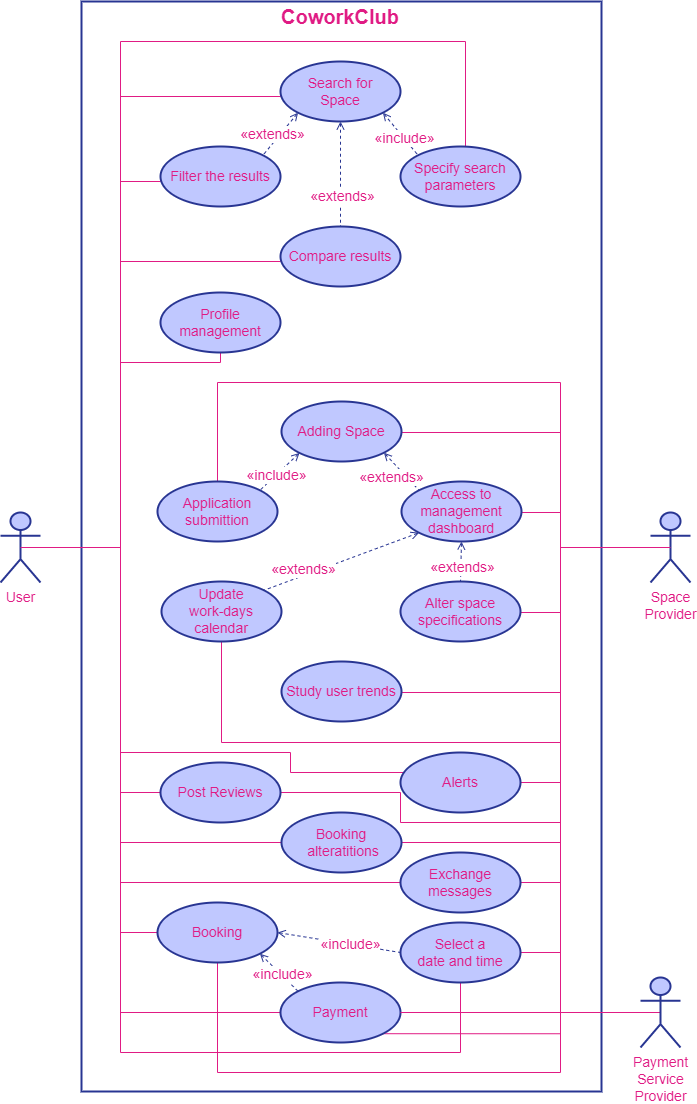 CoworkClub
Search for
Space
«extends»
«include»
Filter the results
Specify search
parameters
«extends»
Compare results
Profile
management
Adding Space
«include»
«extends»
Application
submittion
Access to
management
dashboard
«extends»
«extends»
User
Space
Provider
Update
work-days
calendar
Alter space
specifications
Study user trends
Alerts
Post Reviews
Booking
alteratitions
Exchange
messages
Booking
«include»
Select a
date and time
«include»
Payment
Payment
Service
Provider